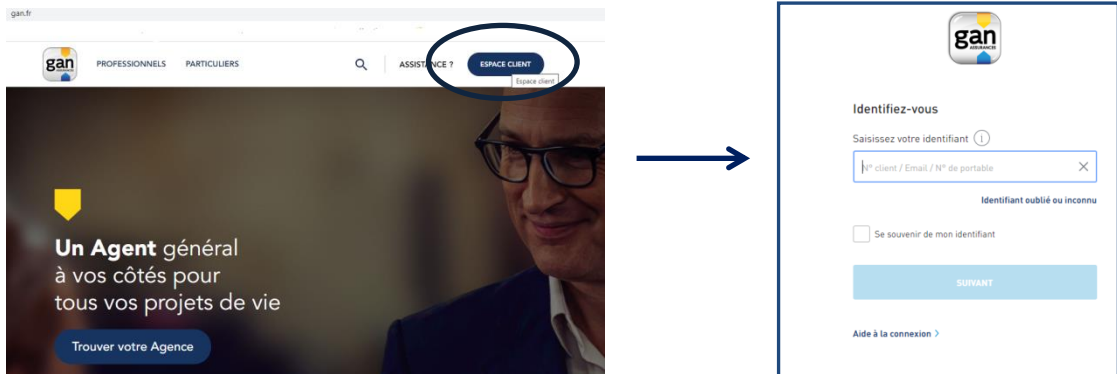 gan.fr
gan
ASSURANCES
PROFESSIONNELS PARTICULIERS ASSISTANCE ? ESPACE CLIENT
Espace client
Un Agent général
à vos côtés pour
tous vos projets de vie
Trouver votre Agence
gan
ASSURANCES
Identifiez-vous
Saisissez votre identifiant
N° client / Email / N° de portable
Identifiant oublié ou inconnu
Se souvenir de mon identifiant
SUIVANT
Aide à la connexion >